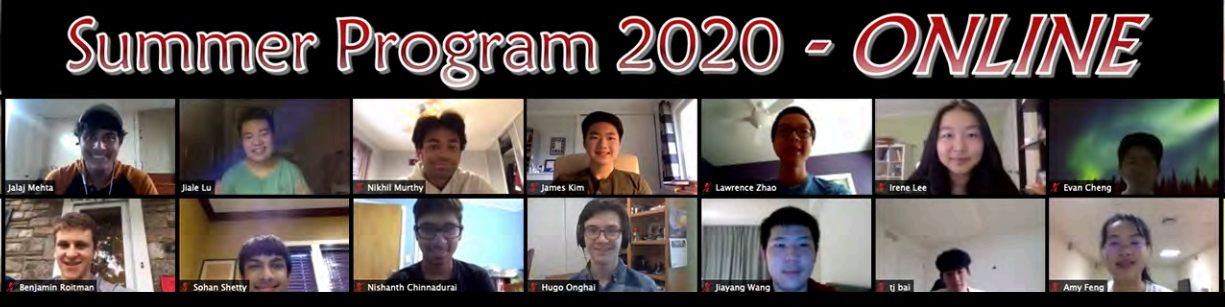 Summer Program 2020 - ONLINE
Jalaj Mehta
Jiale Lu
Nikhil Murthy
James Kim
Lawrence Zhao
Irene Lee
Evan Cheng
Benjamin Roitman
Sohan Shetty
Nishanth Chinnadurai
Hugo Onghai
Jiayang Wang
tj bai
Amy Feng